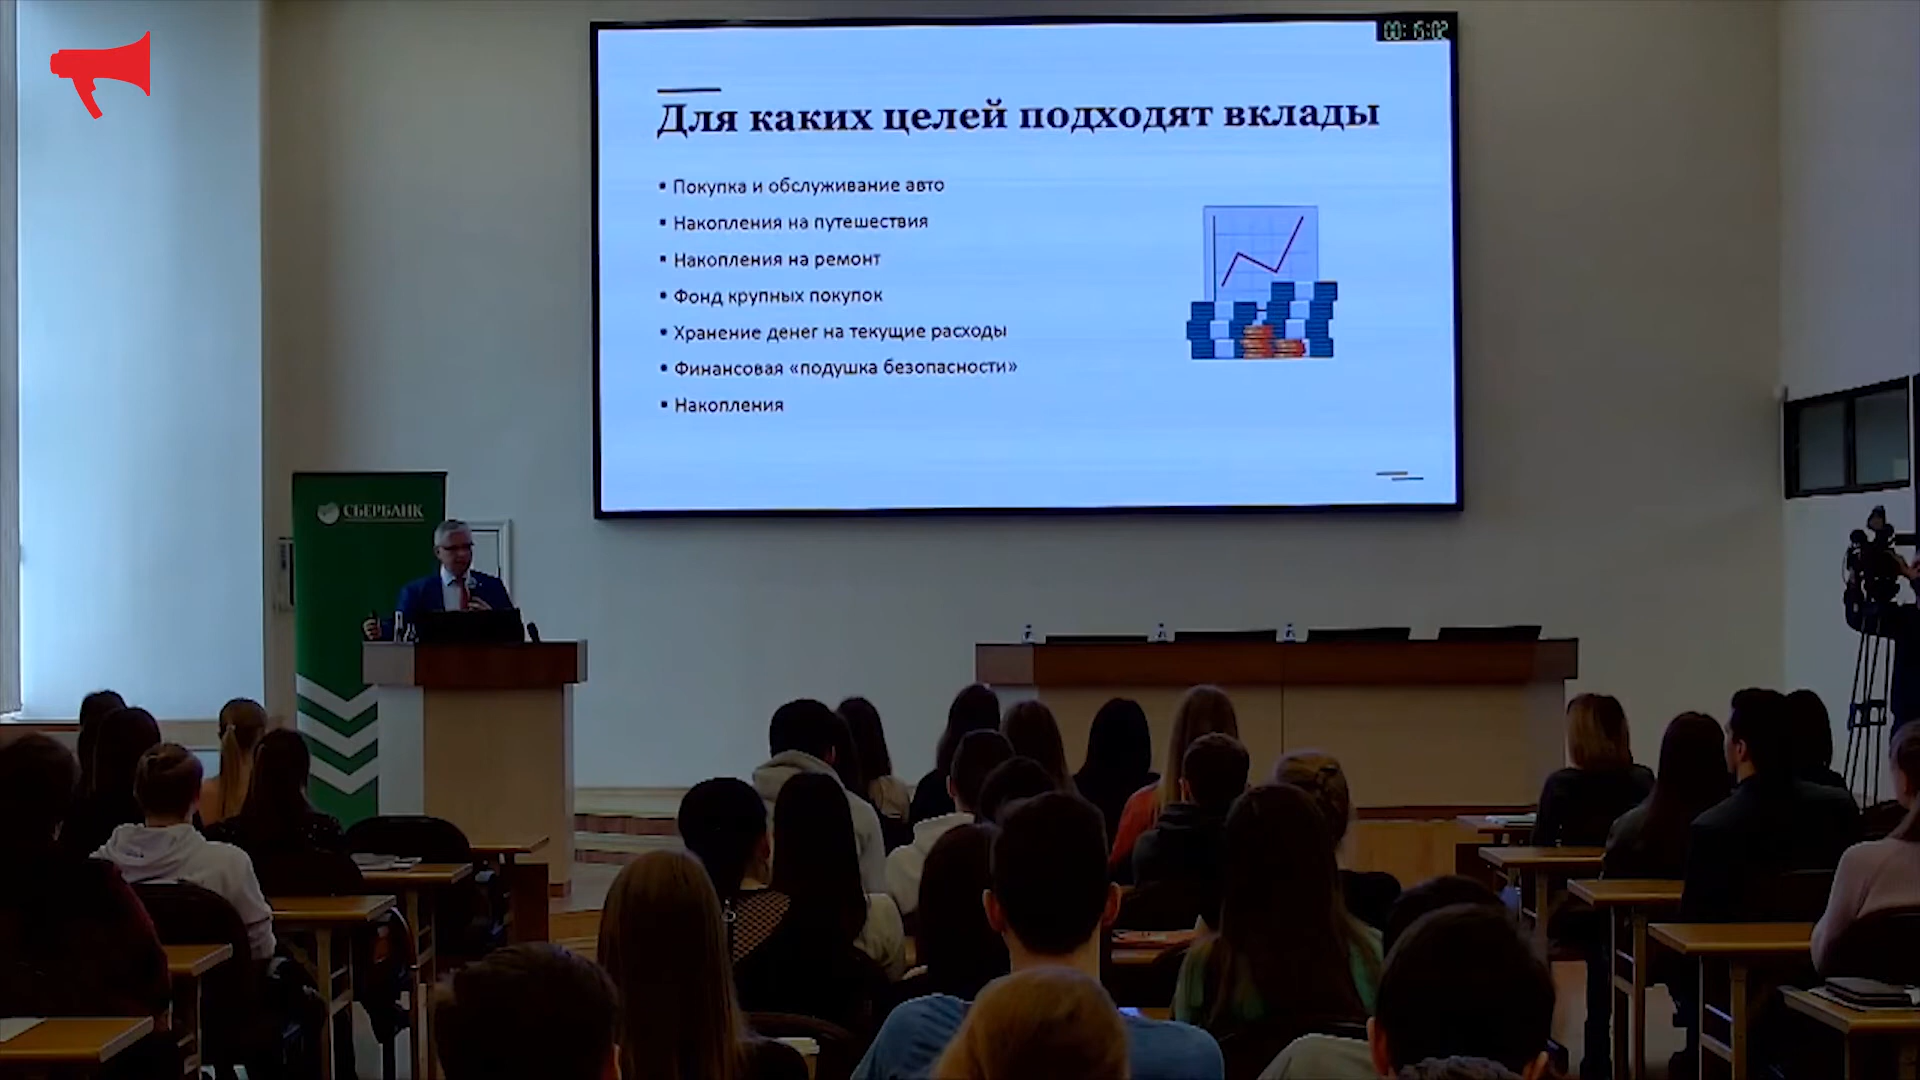 00:15:02
Для каких целей подходят вклады
▪ Покупка и обслуживание авто
▪ Накопления на путешествия
▪ Накопления на ремонт
▪ Фонд крупных покупок
▪ Хранение денег на текущие расходы
▪ Финансовая «подушка безопасности»
▪ Накопления
СБЕРБАНК